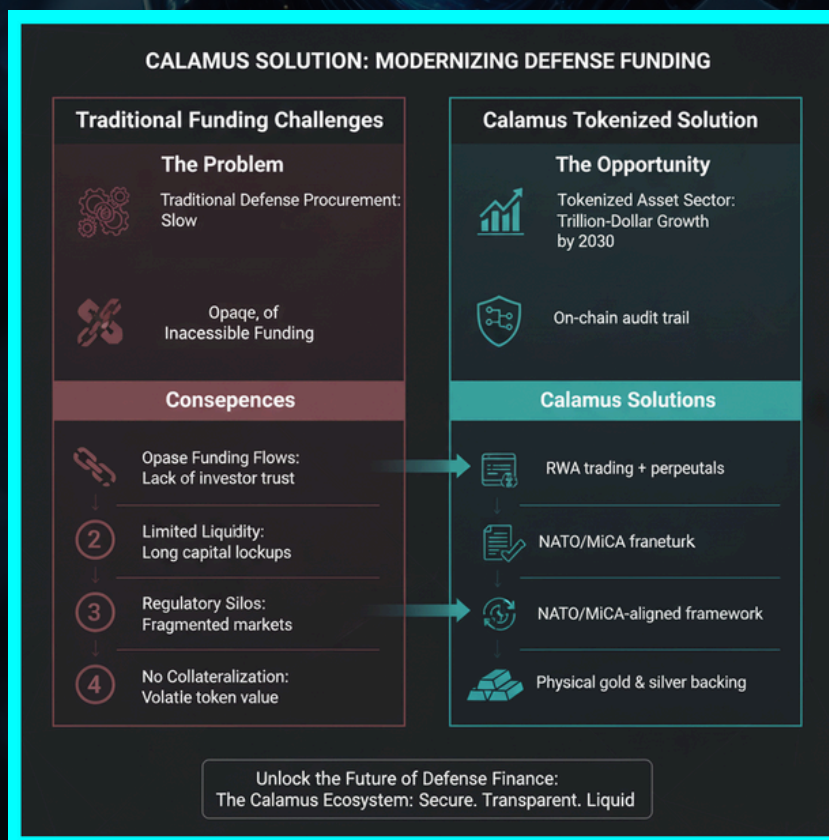 CALAMUS SOLUTION: MODERNIZING DEFENSE FUNDING
Traditional Funding Challenges
The Problem
Traditional Defense Procurement:
Slow
Opaqe, of
Inacessible Funding
Consepences
Opase Funding Flows:
Lack of investor trust
2
Limited Liquidity:
Long capital lockups
3
Regulatory Silos:
Fragmented markets
4
No Collateralization:
Volatle token value
Calamus Tokenized Solution
The Opportunity
Tokenized Asset Sector:
Trillion-Dollar Growth
by 2030
On-chain audit trail
Calamus Solutions
RWA trading + perpeutals
NATO/MiCA franeturk
NATO/MiCA-aligned framework
Physical gold & silver backing
Unlock the Future of Defense Finance:
The Calamus Ecosystem: Secure. Transparent. Liquid